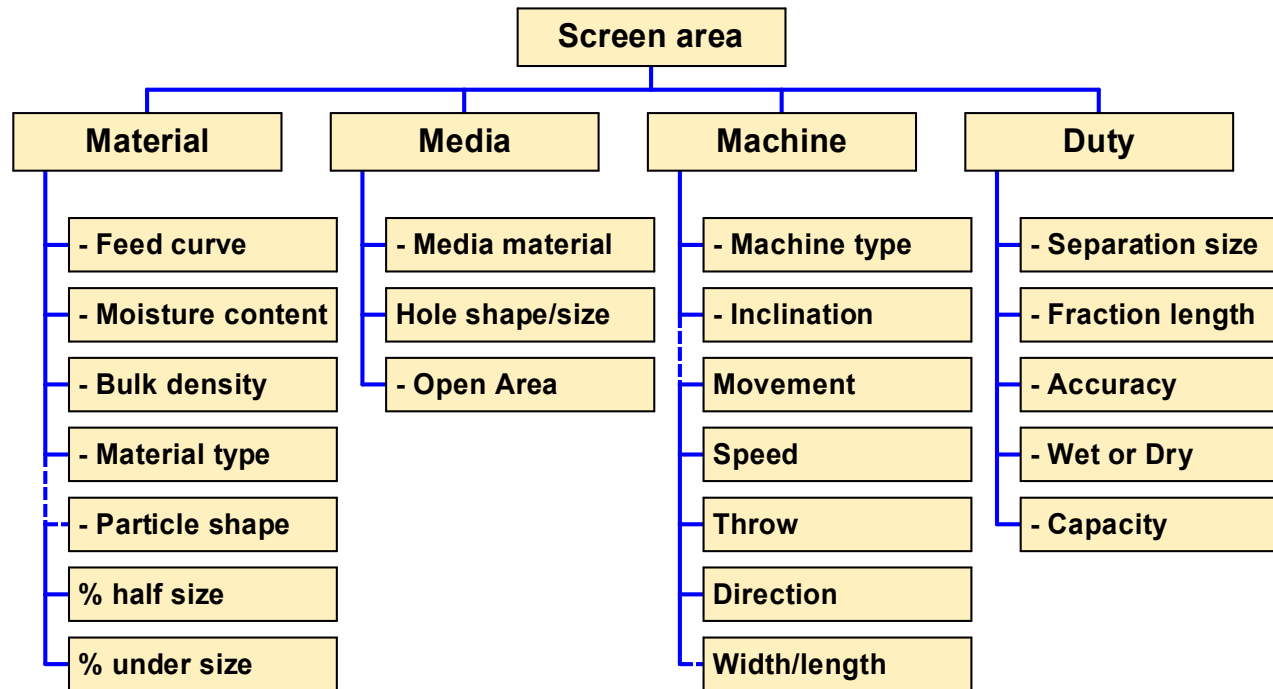 Screen area
Material
- Feed curve
- Moisture content
- Bulk density
- Material type
- Particle shape
% half size
% under size
Media
- Media material
Hole shape/size
- Open Area
Machine
- Machine type
- Inclination
Movement
Speed
Throw
Direction
Width/length
Duty
- Separation size
- Fraction length
- Accuracy
- Wet or Dry
- Capacity